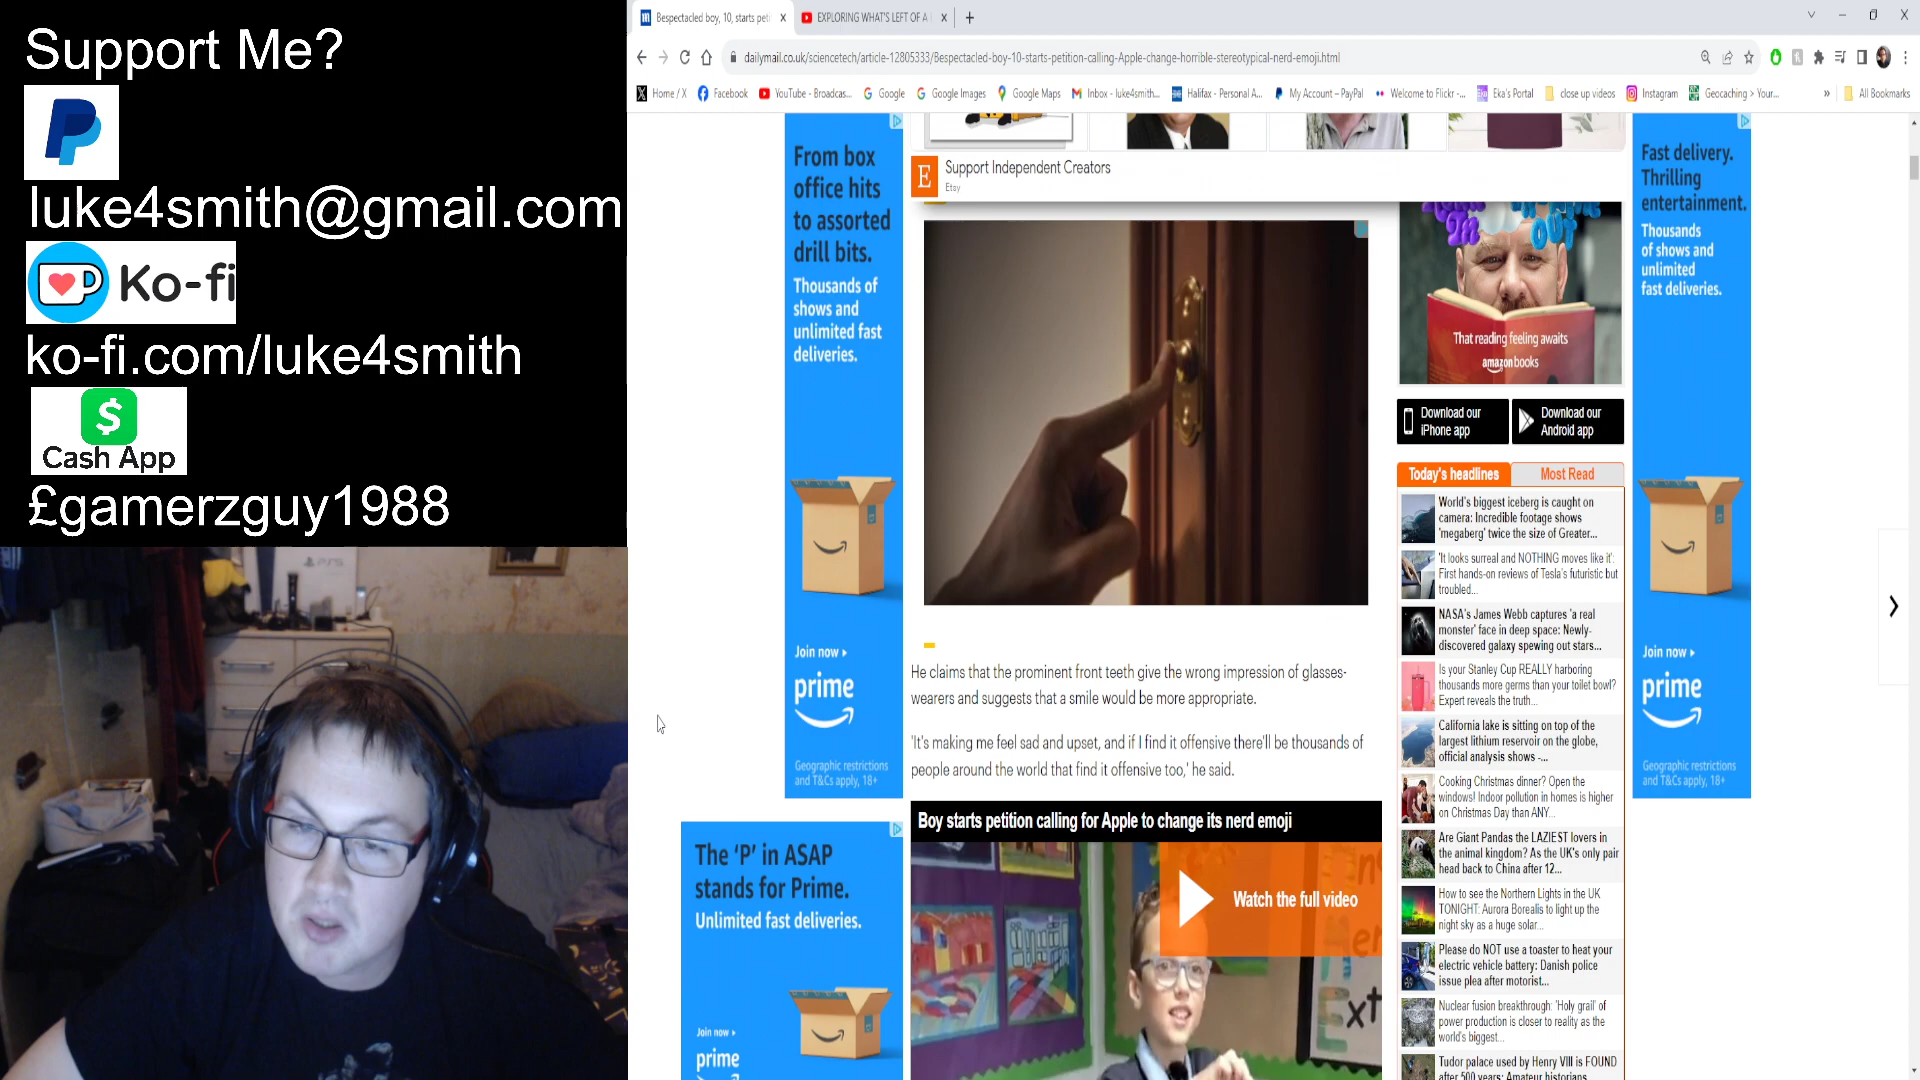 Support Me?
luke4smith@gmail.com
Ko-fi
ko-fi.com/luke4smith
$
Cash App
£gamerzguy1988
Bespectacled boy, 10, starts peti
EXPLORING WHAT'S LEFT OF A
dailymail.co.uk/sciencetech/article-12805333/Bespectacled-boy-10-starts-petition-calling-Apple-change-horrible-stereotypical-nerd-emoji.html
Home / X
Facebook
YouTube - Broadcas...
Google
Google Images
Google Maps
Inbox - luke4smith...
Halifax - Personal A...
My Account – PayPal
Welcome to Flickr -...
Eka's Portal
close up videos
Instagram
Geocaching > Your...
All Bookmarks
From box
office hits
to assorted
drill bits.
Thousands of
shows and
unlimited fast
deliveries.
Join now
prime
Geographic restrictions
and T&Cs apply, 18+
The 'P' in ASAP
stands for Prime.
Unlimited fast deliveries.
Join now
prime
E
Support Independent Creators
Etsy
He claims that the prominent front teeth give the wrong impression of glasses-
wearers and suggests that a smile would be more appropriate.
'It's making me feel sad and upset, and if I find it offensive there'll be thousands of
people around the world that find it offensive too,' he said.
Boy starts petition calling for Apple to change its nerd emoji
Watch the full video
That reading feeling awaits
amazonbooks
Download our
iPhone app
Download our
Android app
Today's headlines
Most Read
World's biggest iceberg is caught on
camera: Incredible footage shows
'megaberg' twice the size of Greater...
'It looks surreal and NOTHING moves like it':
First hands-on reviews of Tesla's futuristic but
troubled...
NASA's James Webb captures 'a real
monster' face in deep space: Newly-
discovered galaxy spewing out stars...
Is your Stanley Cup REALLY harboring
thousands more germs than your toilet bowl?
Expert reveals the truth...
California lake is sitting on top of the
largest lithium reservoir on the globe,
official analysis shows -...
Cooking Christmas dinner? Open the
windows! Indoor pollution in homes is higher
on Christmas Day than ANY...
Are Giant Pandas the LAZIEST lovers in
the animal kingdom? As the UK's only pair
head back to China after 12...
How to see the Northern Lights in the UK
TONIGHT: Aurora Borealis to light up the
night sky as a huge solar...
Please do NOT use a toaster to heat your
electric vehicle battery: Danish police
issue plea after motorist...
Nuclear fusion breakthrough: 'Holy grail' of
power production is closer to reality as the
world's biggest...
Tudor palace used by Henry VIII is FOUND
after 500 years: Amateur historians
Fast delivery.
Thrilling
entertainment.
Thousands
of shows and
unlimited
fast deliveries.
Join now
prime
Geographic restrictions
and T&Cs apply, 18+